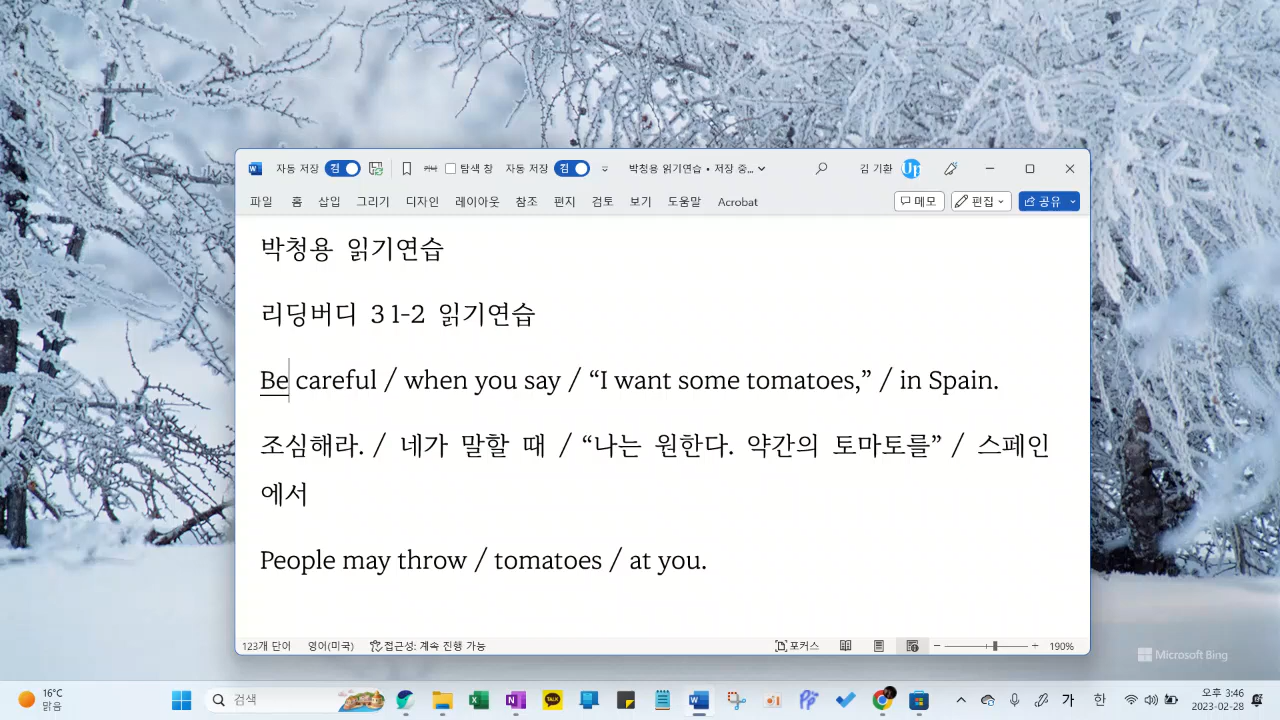 자동 저장 켬 탐색 창 자동 저장 켬 박청용 읽기연습 • 저장 중... 김 기환 Up
파일 홈 삽입 그리기 디자인 레이아웃 참조 편지 검토 보기 도움말 Acrobat 메모 편집 공유
박청용 읽기연습
리딩버디 3 1-2 읽기연습
Be careful / when you say / “I want some tomatoes,” / in Spain.
조심해라. / 네가 말할 때 / “나는 원한다. 약간의 토마토를” / 스페인
에서
People may throw / tomatoes / at you.
123개 단어 영어(미국) 접근성: 계속 진행 가능 포커스 190%
Microsoft Bing
16°C
맑음
검색
TALK
가 한
오후 3:46
2023-02-28